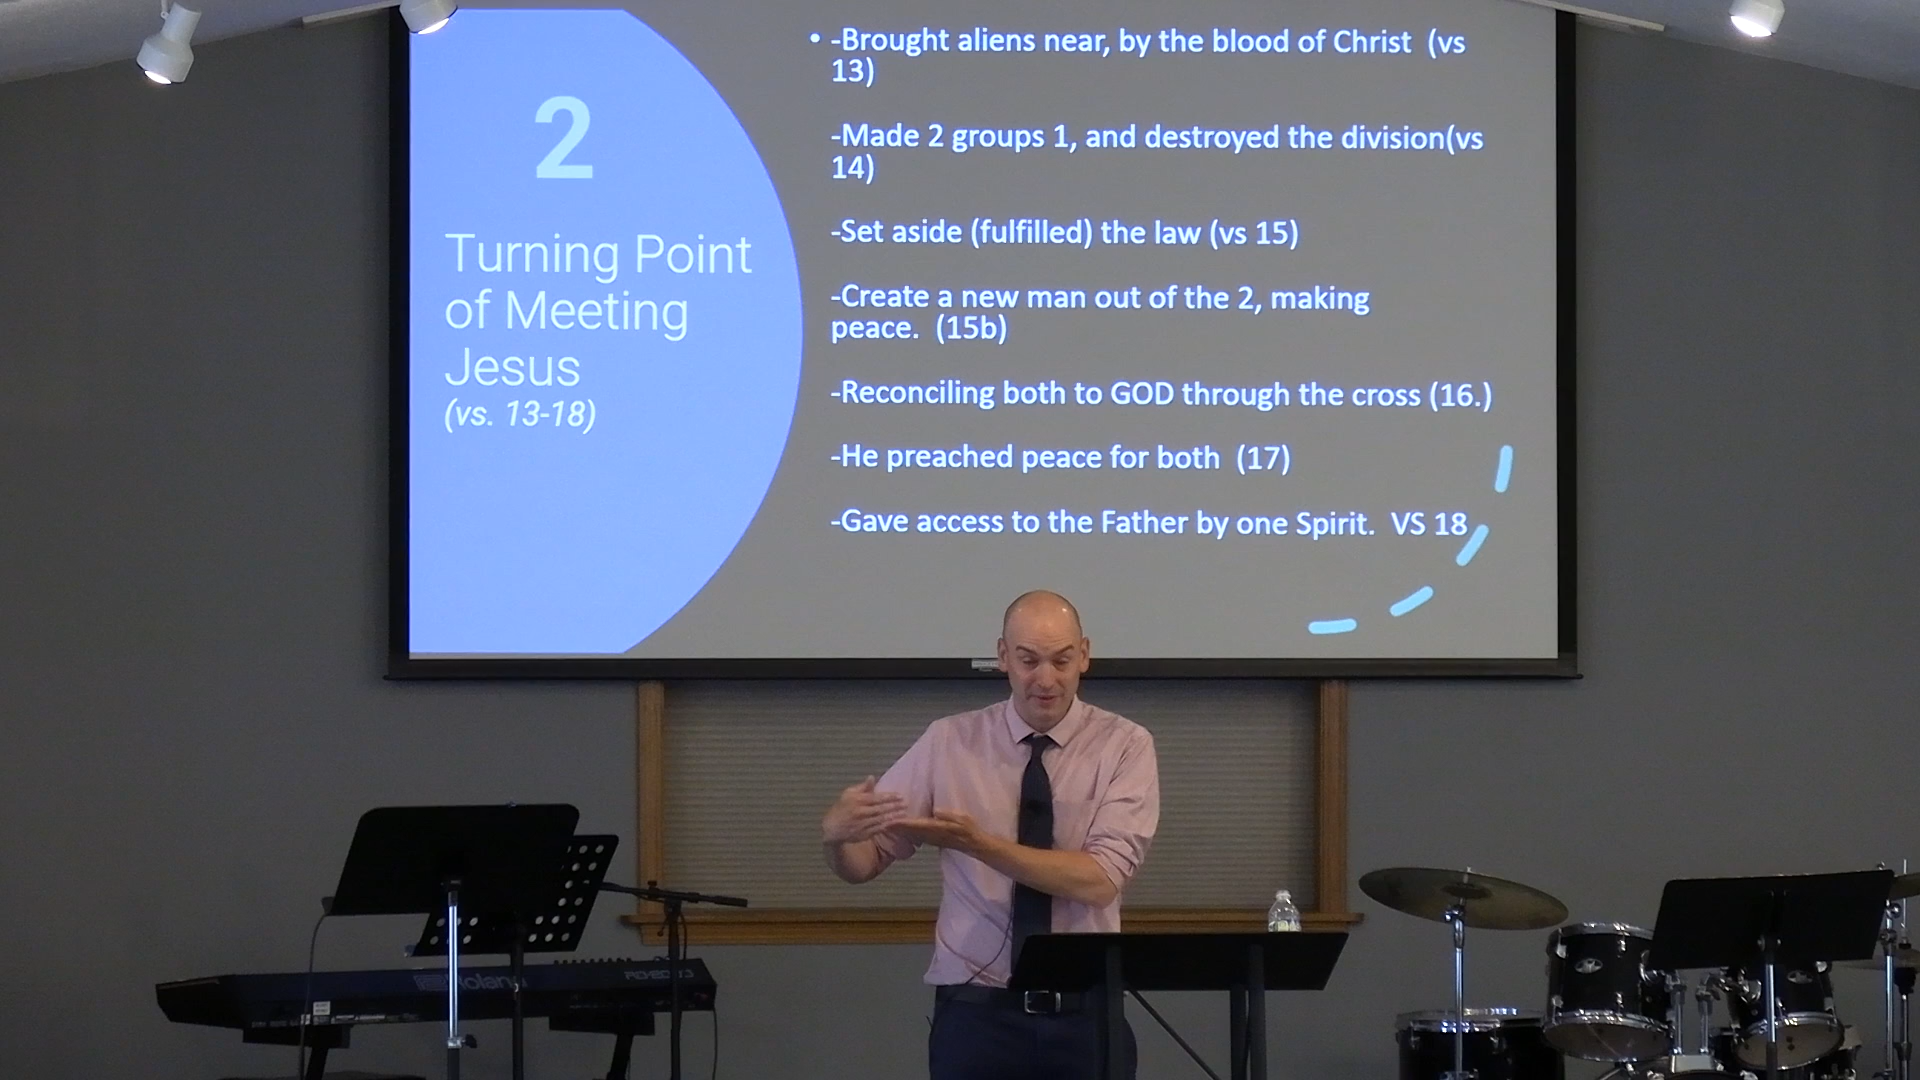 2
Turning Point
of Meeting
Jesus
(vs. 13-18)
• -Brought aliens near, by the blood of Christ (vs
13)
-Made 2 groups 1, and destroyed the division(vs
14)
-Set aside (fulfilled) the law (vs 15)
-Create a new man out of the 2, making
peace. (15b)
-Reconciling both to GOD through the cross (16.)
-He preached peace for both (17)
-Gave access to the Father by one Spirit. VS 18
Roland